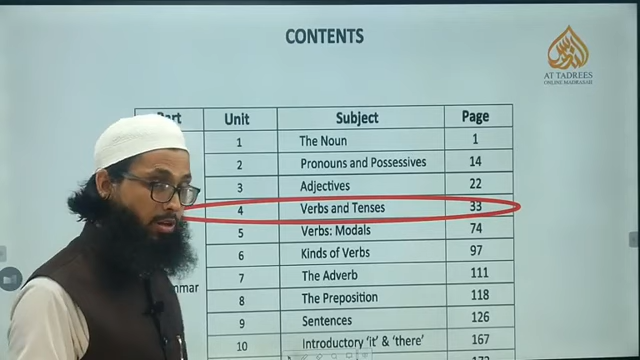 CONTENTS
التدریس
AT TADREES
ONLINE MADRASAH
Part Unit Subject Page
1 The Noun 1
2 Pronouns and Possessives 14
3 Adjectives 22
4 Verbs and Tenses 33
5 Verbs: Modals 74
6 Kinds of Verbs 97
7 The Adverb 111
mmar
8 The Preposition 118
9 Sentences 126
10 Introductory 'it' & 'there' 167